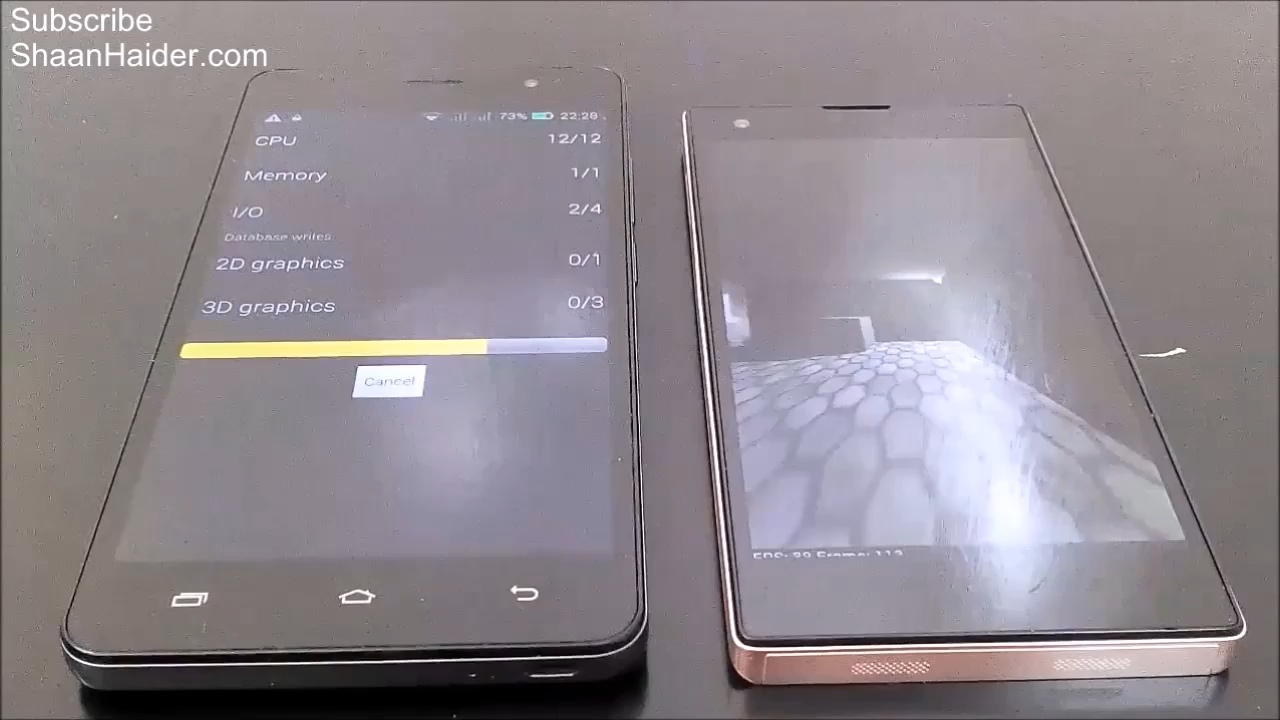 Subscribe
ShaanHaider.com
73% 22:28
CPU 12/12
Memory 1/1
I/O 2/4
Database writes
2D graphics 0/1
3D graphics 0/3
Cancel